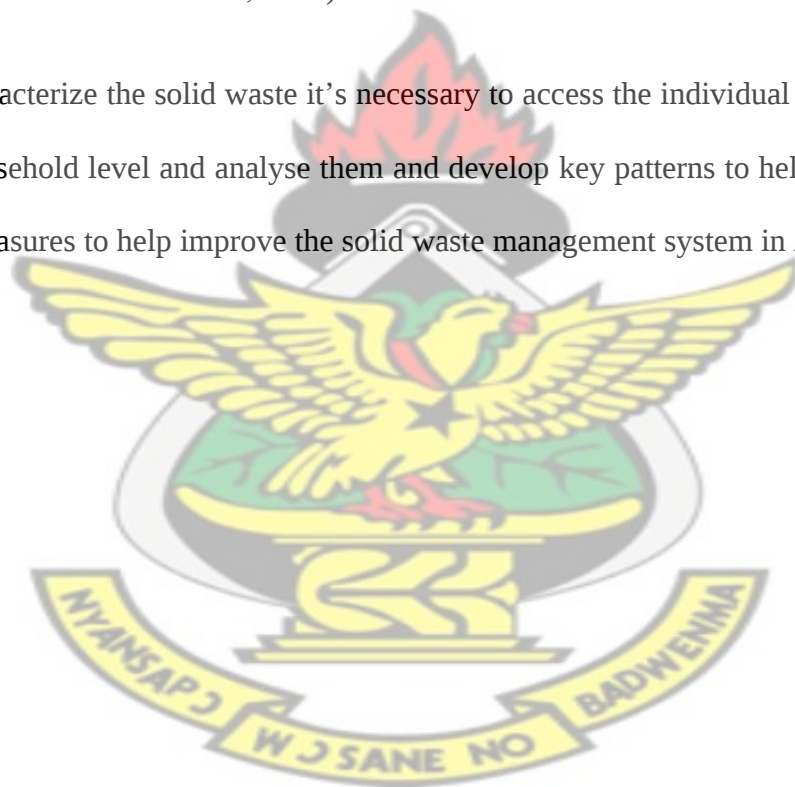 acterize the solid waste it’s necessary to access the individual
sehold level and analyse them and develop key patterns to hel
asures to help improve the solid waste management system in
NYANSAPƆ
WƆSANE NO
BADWENMA